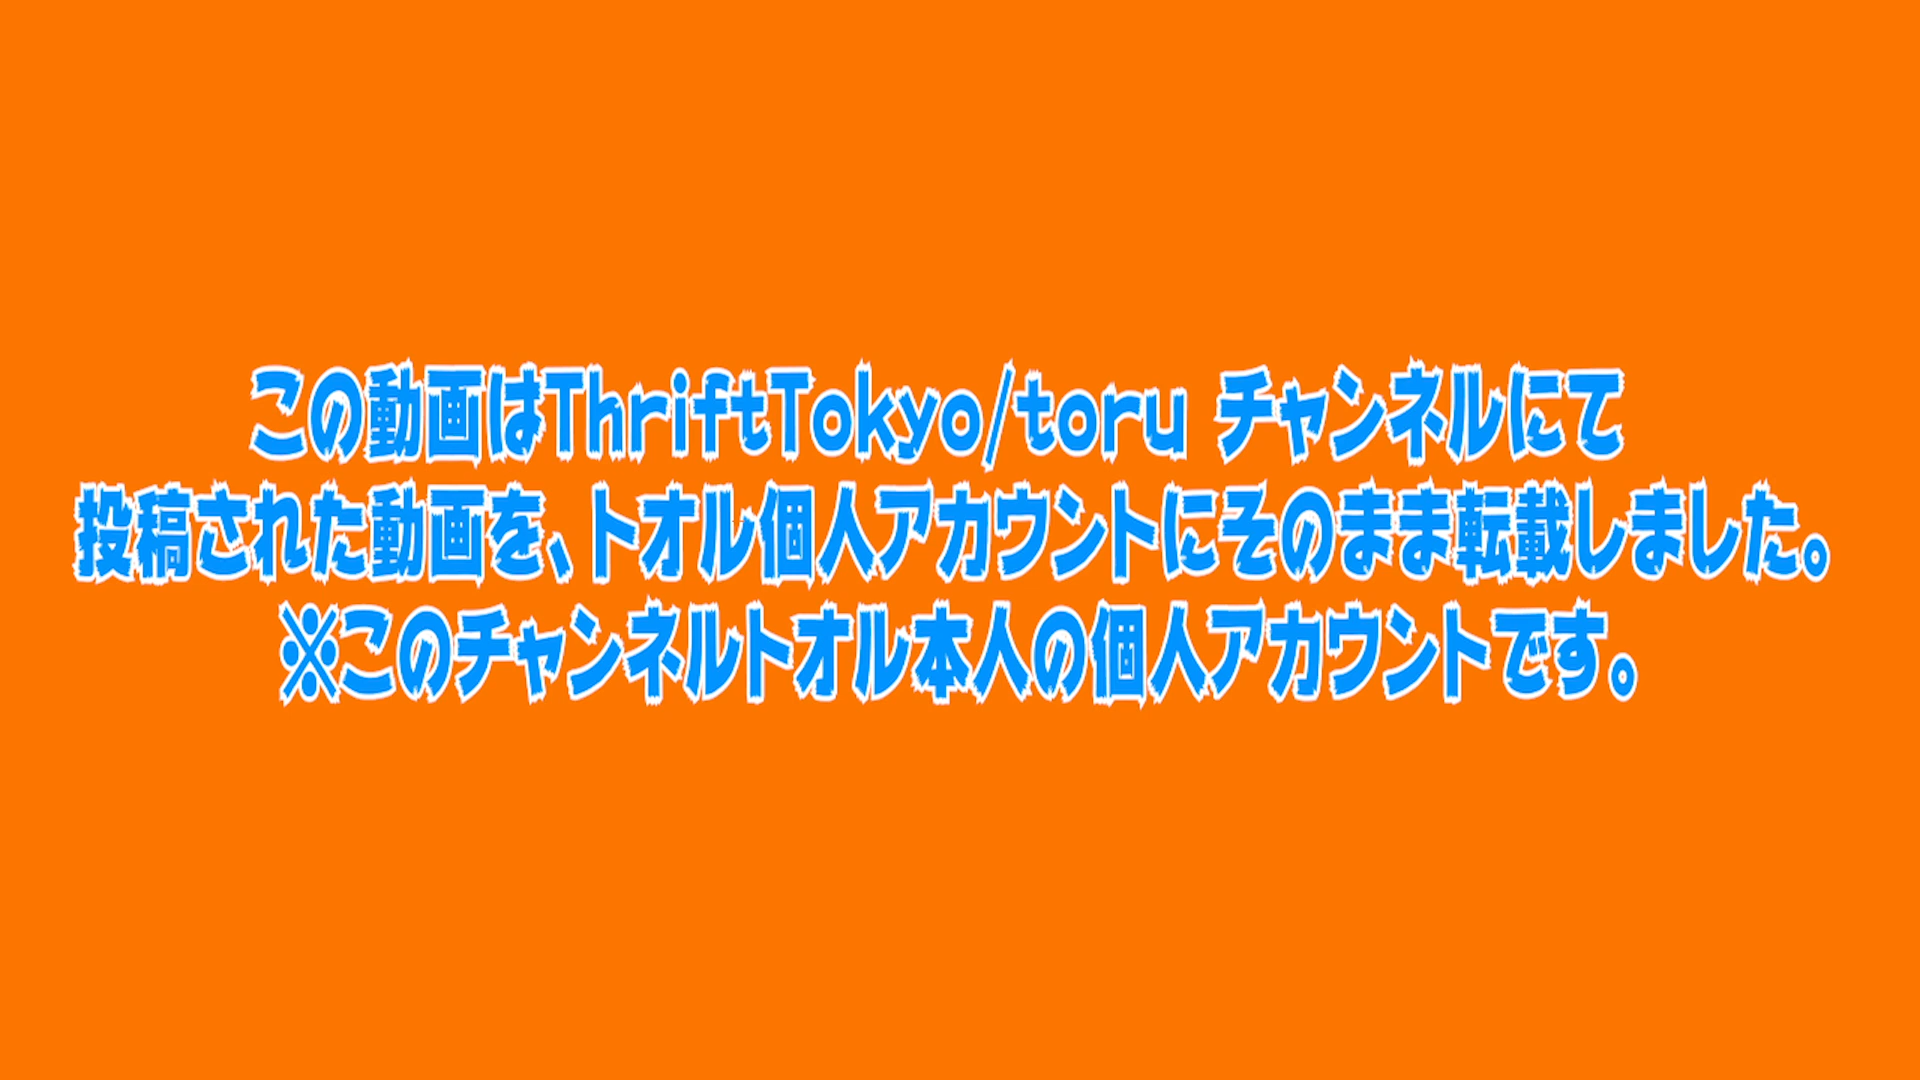 この動画はThriftTokyo/toru チャンネルにて
投稿された動画を、トオル個人アカウントにそのまま転載しました。
※このチャンネルトオル本人の個人アカウントです。